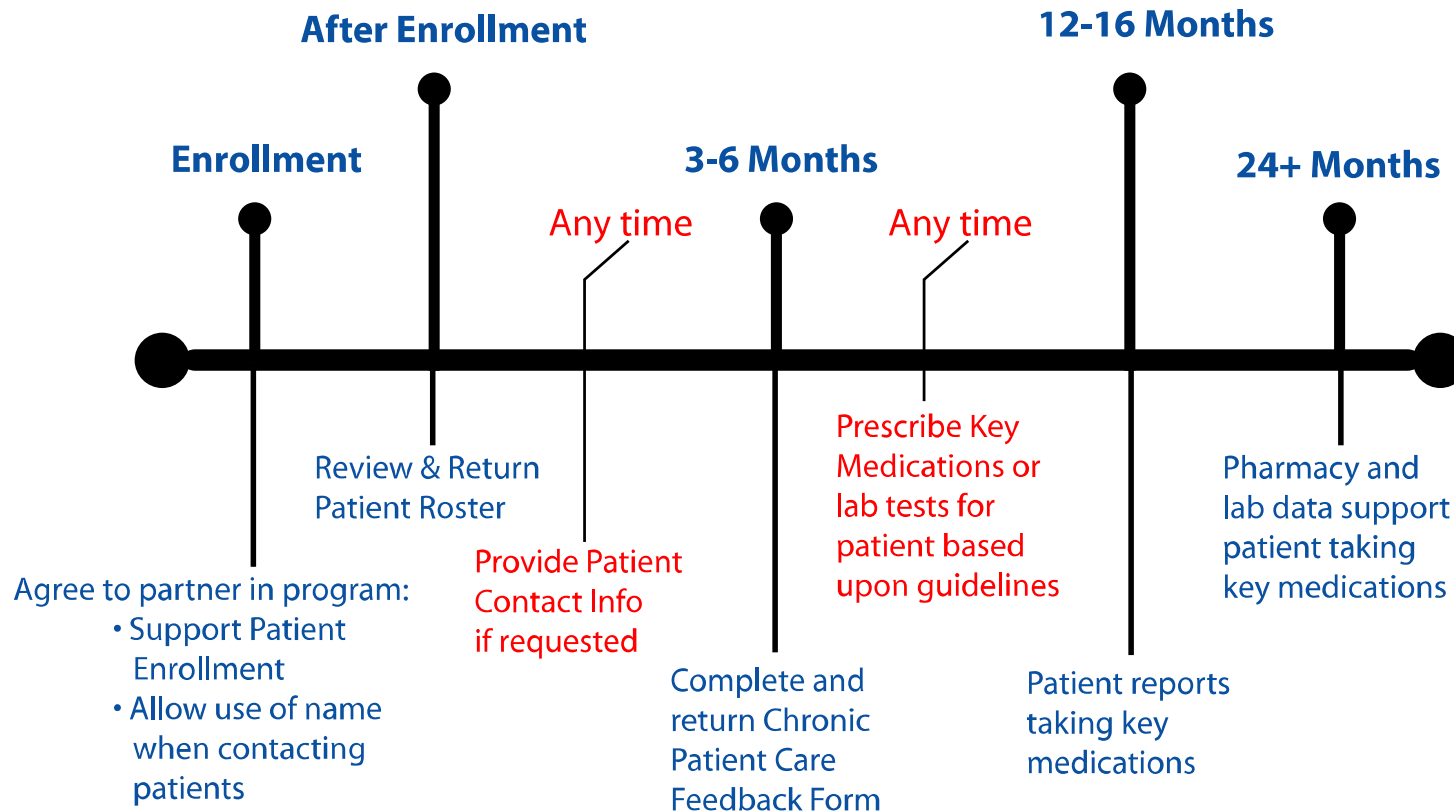 After Enrollment
12-16 Months
Enrollment
3-6 Months
24+ Months
Any time
Any time
Review & Return
Patient Roster
Prescribe Key
Medications or
lab tests for
patient based
upon guidelines
Pharmacy and
lab data support
patient taking
key medications
Provide Patient
Contact Info
if requested
Agree to partner in program:
• Support Patient
Enrollment
• Allow use of name
when contacting
patients
Complete and
return Chronic
Patient Care
Feedback Form
Patient reports
taking key
medications